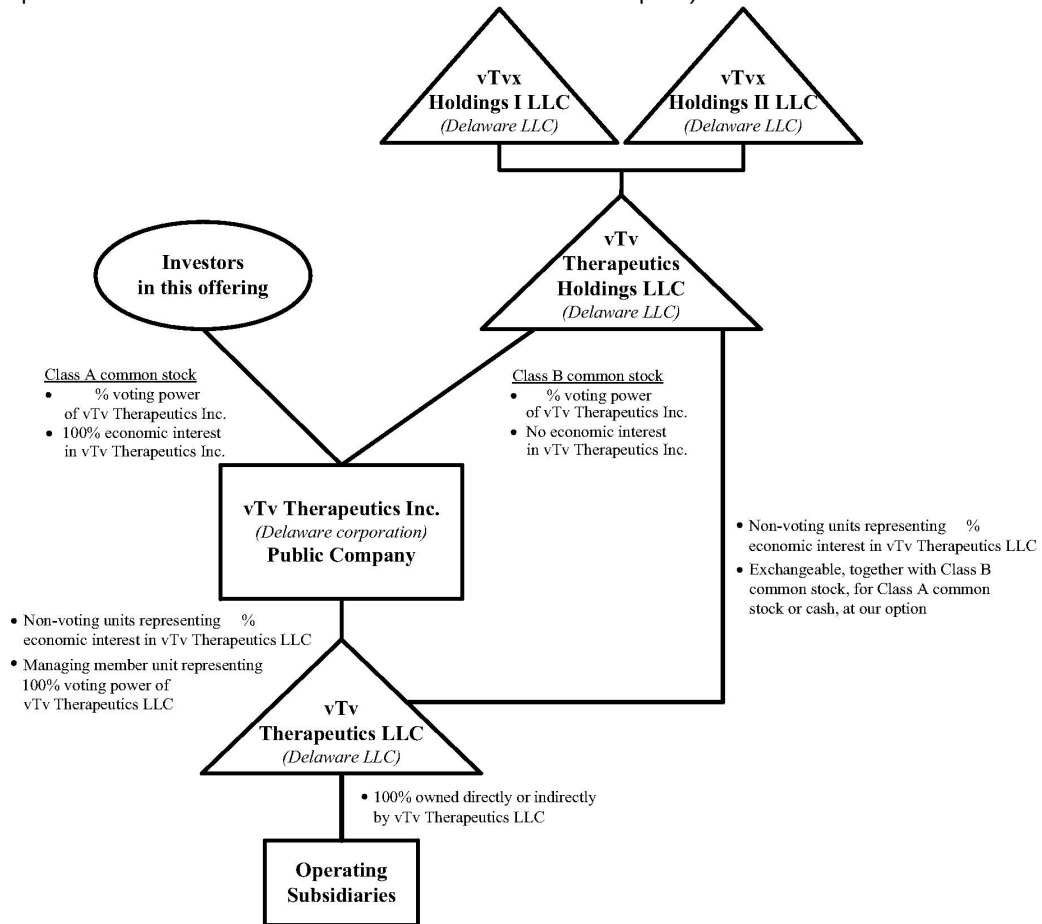 vTvx
Holdings I LLC
(Delaware LLC)
vTvx
Holdings II LLC
(Delaware LLC)
vTv
Therapeutics
Holdings LLC
(Delaware LLC)
Investors
in this offering
Class A common stock
• % voting power
of vTv Therapeutics Inc.
• 100% economic interest
in vTv Therapeutics Inc.
Class B common stock
• % voting power
of vTv Therapeutics Inc.
• No economic interest
in vTv Therapeutics Inc.
vTv Therapeutics Inc.
(Delaware corporation)
Public Company
• Non-voting units representing %
economic interest in vTv Therapeutics LLC
• Exchangeable, together with Class B
common stock, for Class A common
stock or cash, at our option
• Non-voting units representing %
economic interest in vTv Therapeutics LLC
• Managing member unit representing
100% voting power of
vTv Therapeutics LLC
vTv
Therapeutics LLC
(Delaware LLC)
• 100% owned directly or indirectly
by vTv Therapeutics LLC
Operating
Subsidiaries